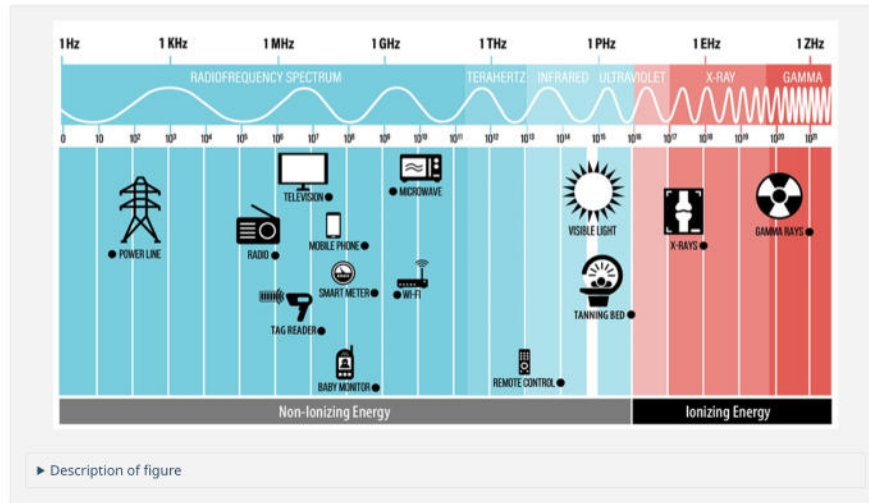 1 Hz 1 KHz 1 MHz 1 GHz 1 THz 1 PHz 1 EHz 1 ZHz
RADIOFREQUENCY SPECTRUM TERAHERTZ INFRARED ULTRAVIOLET X-RAY GAMMA
0 10 10² 10³ 10⁴ 10⁵ 10⁶ 10⁷ 10⁸ 10⁹ 10¹⁰ 10¹¹ 10¹² 10¹³ 10¹⁴ 10¹⁵ 10¹⁶ 10¹⁷ 10¹⁸ 10¹⁹ 10²⁰ 10²¹
TELEVISION
MICROWAVE
VISIBLE LIGHT
MOBILE PHONE
X-RAYS
GAMMA RAYS
POWER LINE
RADIO
SMART METER
WI-FI
TANNING BED
TAG READER
BABY MONITOR
REMOTE CONTROL
Non-Ionizing Energy Ionizing Energy
Description of figure